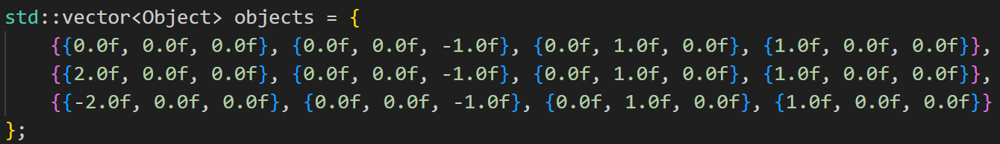 std::vector<Object> objects = {
    {{0.0f, 0.0f, 0.0f}, {0.0f, 0.0f, -1.0f}, {0.0f, 1.0f, 0.0f}, {1.0f, 0.0f, 0.0f}},
    {{2.0f, 0.0f, 0.0f}, {0.0f, 0.0f, -1.0f}, {0.0f, 1.0f, 0.0f}, {1.0f, 0.0f, 0.0f}},
    {{-2.0f, 0.0f, 0.0f}, {0.0f, 0.0f, -1.0f}, {0.0f, 1.0f, 0.0f}, {1.0f, 0.0f, 0.0f}}
};